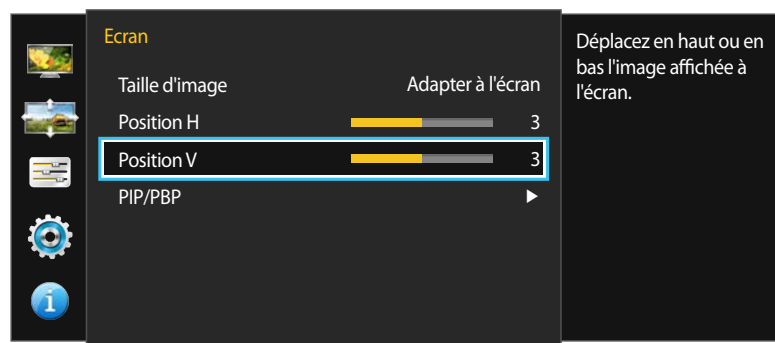 Ecran
Taille d'image Adapter à l'écran
Position H 3
Position V 3
PIP/PBP
Déplacez en haut ou en
bas l'image affichée à
l'écran.